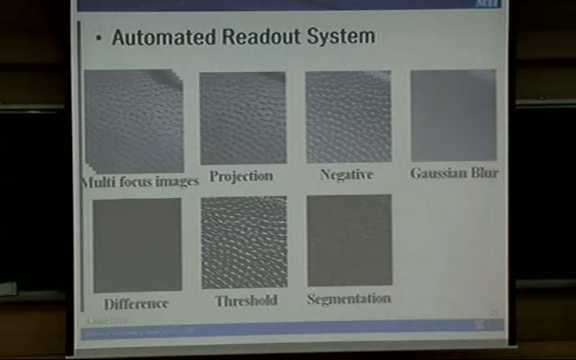 • Automated Readout System
Multi focus images
Projection
Negative
Gaussian Blur
Difference
Threshold
Segmentation